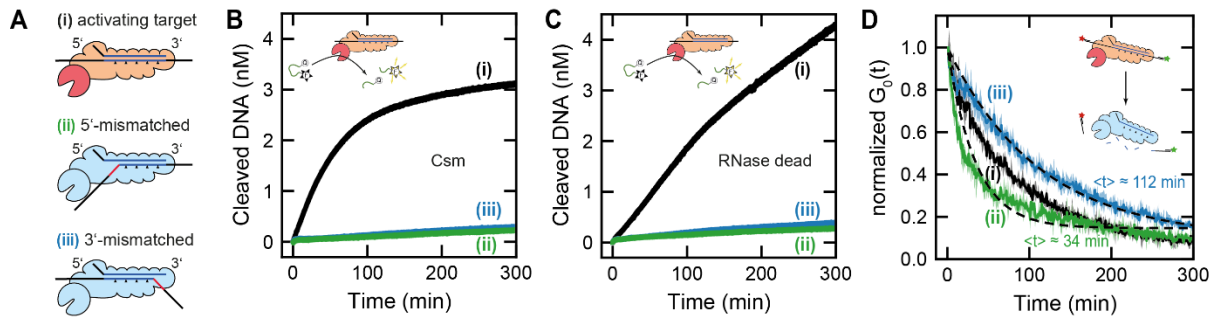 A
(i) activating target
5‘
3‘
(ii) 5‘-mismatched
5‘
3‘
(iii) 3‘-mismatched
5‘
3‘
B
Cleaved DNA (nM)
4
3
2
1
0
(i)
Csm
(iii)
(ii)
0
100
200
300
Time (min)
C
Cleaved DNA (nM)
4
3
2
1
0
(i)
RNase dead
(iii)
(ii)
0
100
200
300
Time (min)
D
normalized G0(t)
1.0
0.8
0.6
0.4
0.2
0.0
(iii)
(i)
(ii)
<t> ≈ 112 min
<t> ≈ 34 min
0
100
200
300
Time (min)